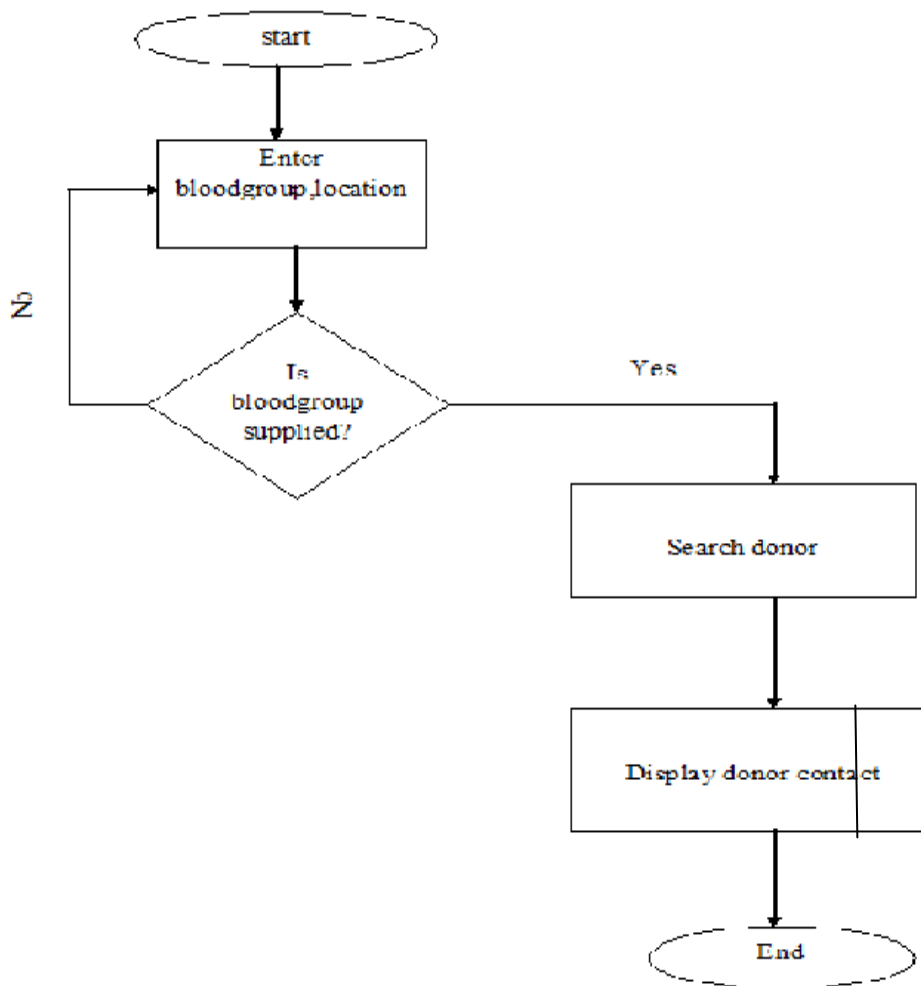 start
Enter
bloodgroup,location
No
Is
bloodgroup
supplied?
Yes
Search donor
Display donor contact
End